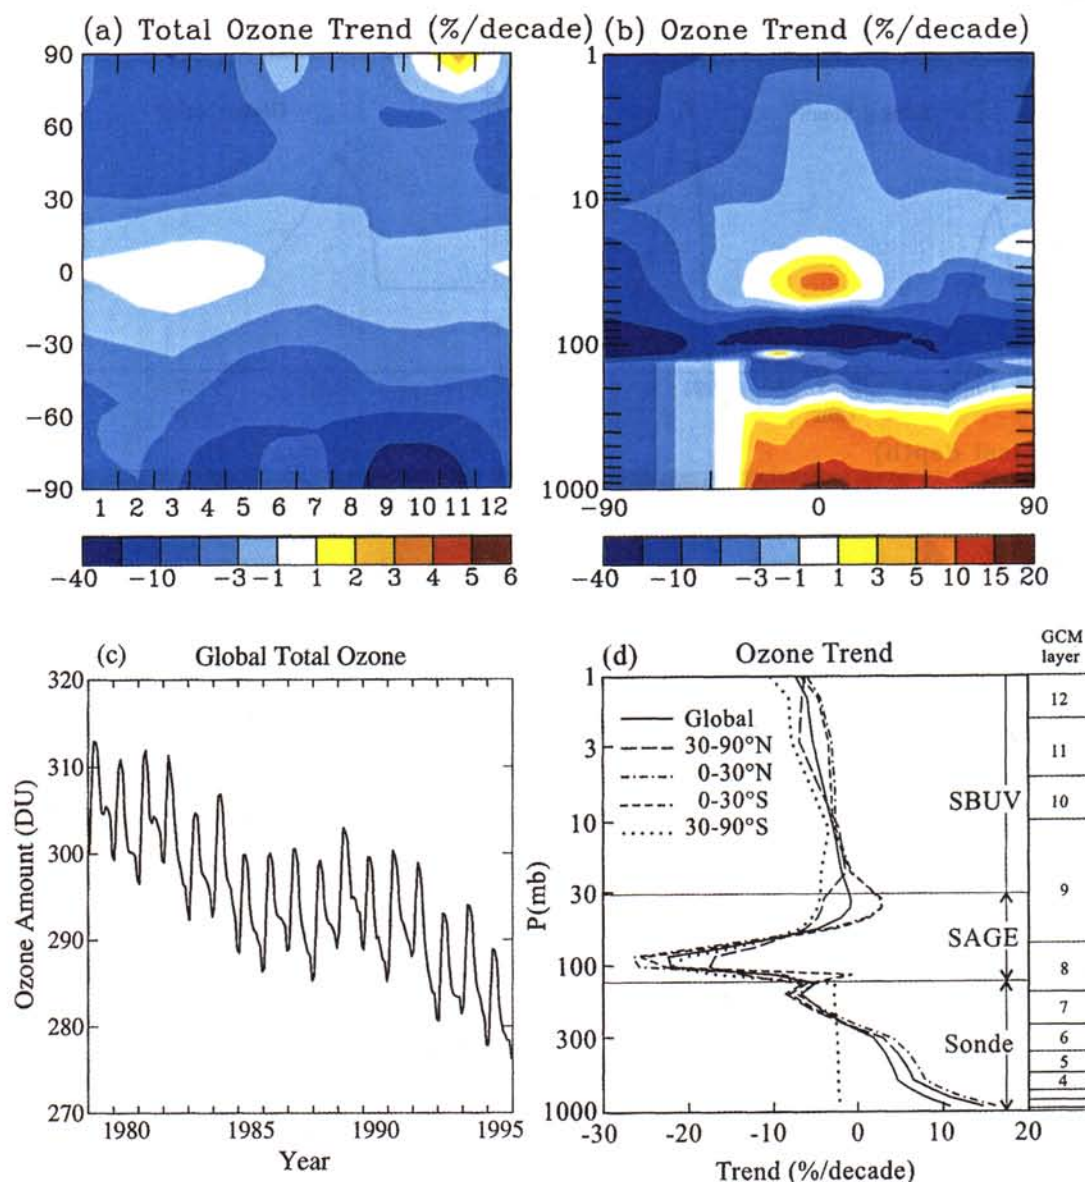 (a) Total Ozone Trend (%/decade)
90
60
30
0
-30
-60
-90
1 2 3 4 5 6 7 8 9 10 11 12
-40 -10 -3 -1 1 2 3 4 5 6
(b) Ozone Trend (%/decade)
1
10
100
1000
-90 0 90
-40 -10 -3 -1 1 3 5 10 15 20
(c) Global Total Ozone
320
310
300
290
280
270
Ozone Amount (DU)
1980 1985 1990 1995
Year
(d) Ozone Trend
GCM
layer
1
3
10
30
100
300
1000
P(mb)
Global
30-90°N
0-30°N
0-30°S
30-90°S
SBUV
SAGE
Sonde
12
11
10
9
8
7
6
5
4
-30 -20 -10 0 10 20
Trend (%/decade)